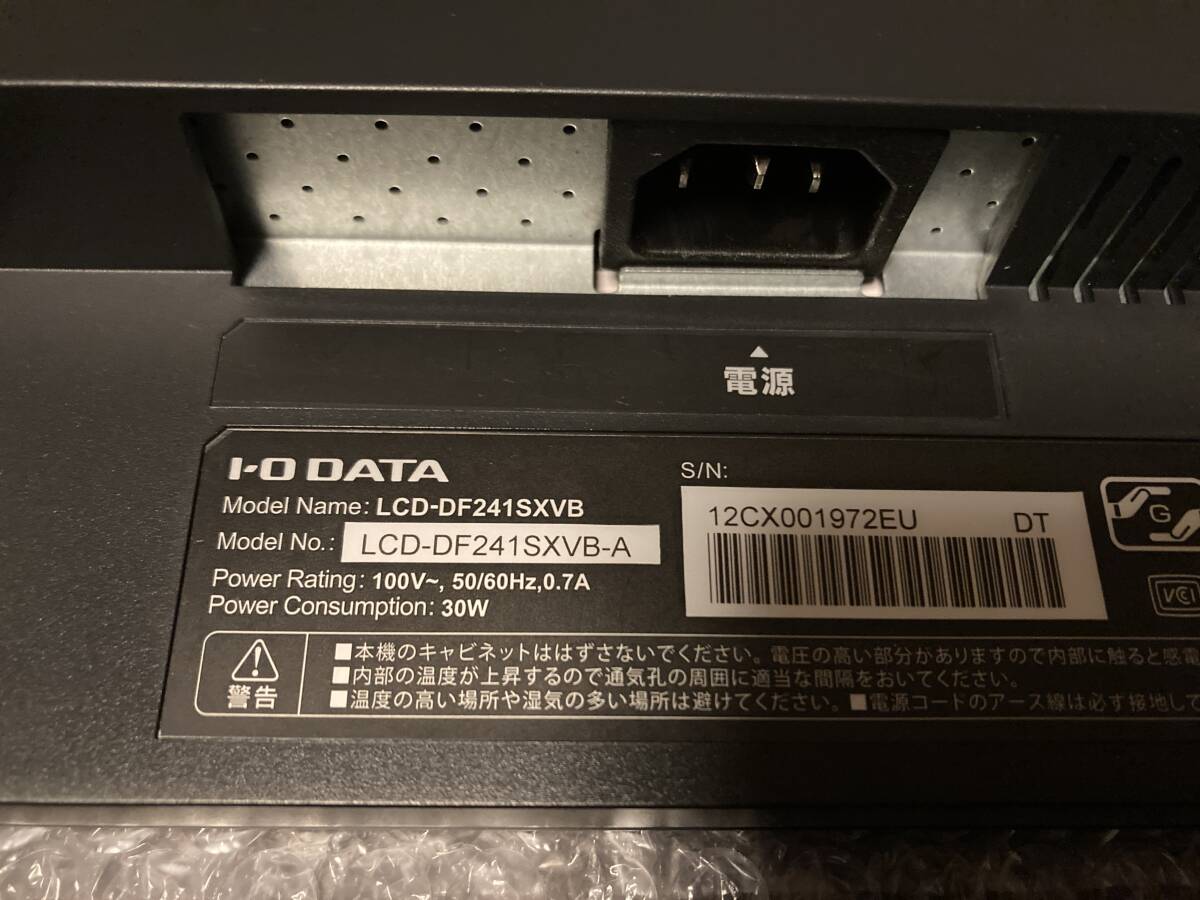 ▲
電源
I-O DATA
Model Name: LCD-DF241SXVB
Model No.: LCD-DF241SXVB-A
Power Rating: 100V~, 50/60Hz,0.7A
Power Consumption: 30W
S/N:
12CX001972EU DT
G
VCI
警告
■本機のキャビネットははずさないでください。電圧の高い部分がありますので内部に触ると感電
■内部の温度が上昇するので通気孔の周囲に適当な間隔をおいてください。
■温度の高い場所や湿気の多い場所は避けてください。■電源コートのアース線は必ず接地して